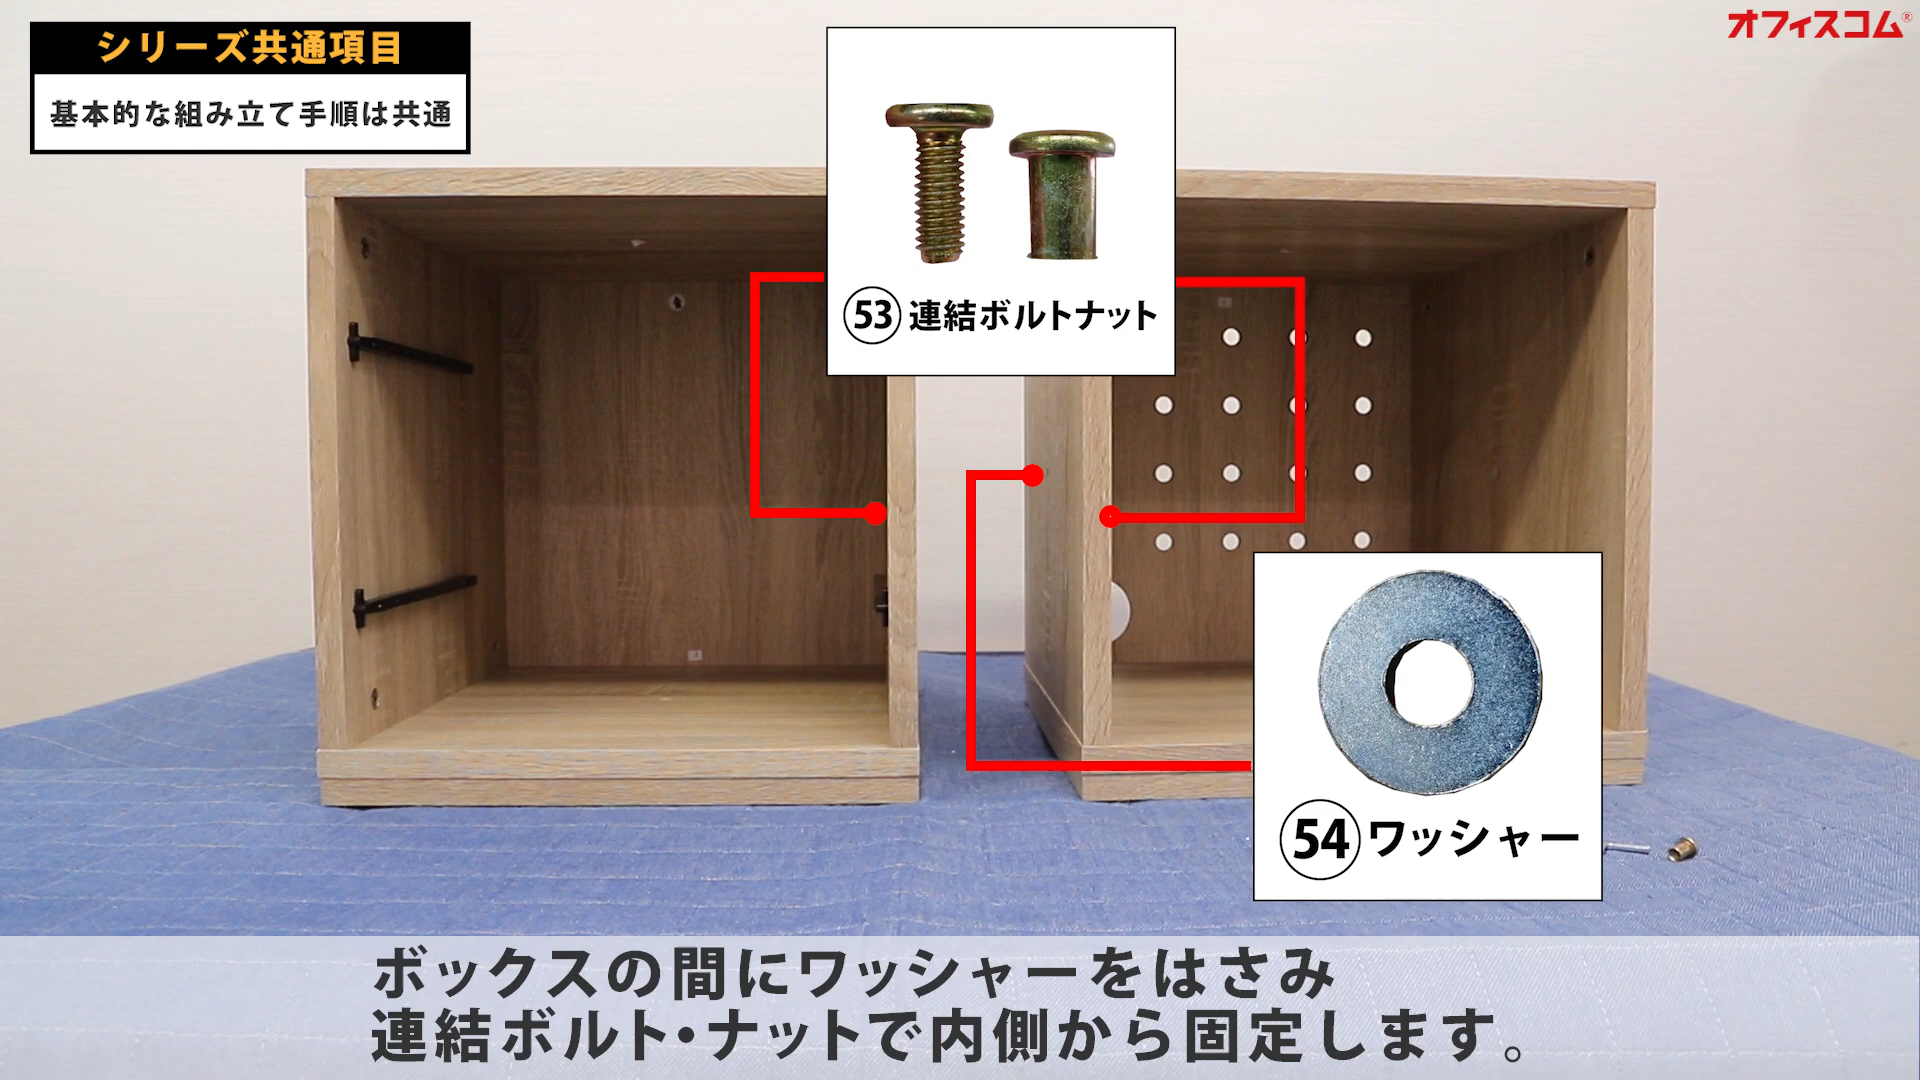 シリーズ共通項目
基本的な組み立て手順は共通
オフィスコム®
53 連結ボルトナット
54 ワッシャー
ボックスの間にワッシャーをはさみ
連結ボルト・ナットで内側から固定します。